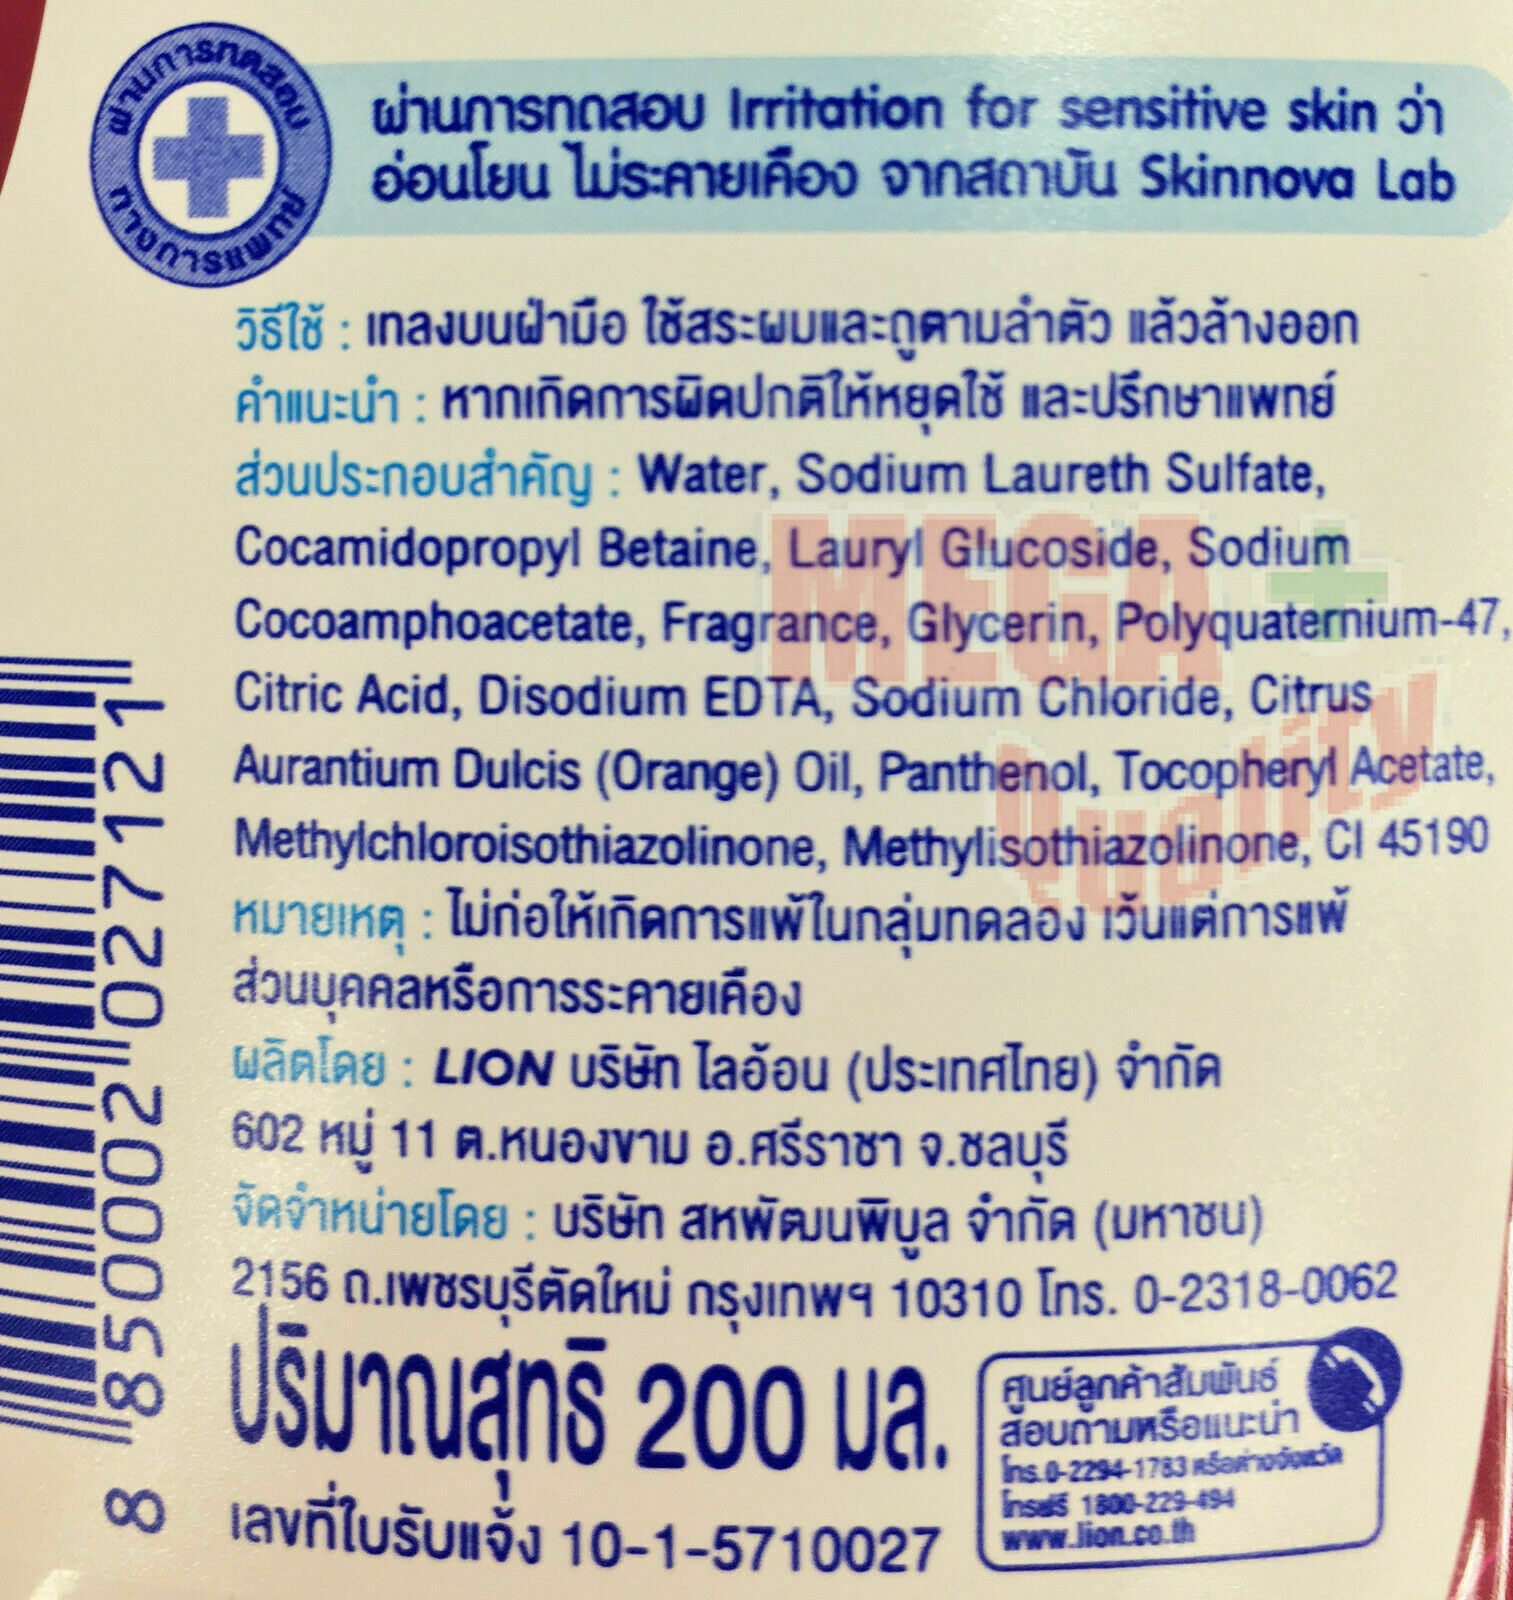 ผ่านการทดสอบ
ทางการแพทย์
ผ่านการทดสอบ Irritation for sensitive skin ว่า
อ่อนโยน ไม่ระคายเคือง จากสถาบัน Skinnova Lab
วิธีใช้ : เทลงบนฝ่ามือ ใช้สระผมและถูตามลำตัว แล้วล้างออก
คำแนะนำ : หากเกิดการผิดปกติให้หยุดใช้ และปรึกษาแพทย์
ส่วนประกอบสำคัญ : Water, Sodium Laureth Sulfate,
Cocamidopropyl Betaine, Lauryl Glucoside, Sodium
Cocoamphoacetate, Fragrance, Glycerin, Polyquaternium-47,
Citric Acid, Disodium EDTA, Sodium Chloride, Citrus
Aurantium Dulcis (Orange) Oil, Panthenol, Tocopheryl Acetate,
Methylchloroisothiazolinone, Methylisothiazolinone, CI 45190
หมายเหตุ : ไม่ก่อให้เกิดการแพ้ในกลุ่มทดลอง เว้นแต่การแพ้
ส่วนบุคคลหรือการระคายเคือง
ผลิตโดย : LION บริษัท ไลอ้อน (ประเทศไทย) จำกัด
602 หมู่ 11 ต.หนองขาม อ.ศรีราชา จ.ชลบุรี
จัดจำหน่ายโดย : บริษัท สหพัฒนพิบูล จำกัด (มหาชน)
2156 ถ.เพชรบุรีตัดใหม่ กรุงเทพฯ 10310 โทร. 0-2318-0062
ปริมาณสุทธิ 200 มล.
เลขที่ใบรับแจ้ง 10-1-5710027
ศูนย์ลูกค้าสัมพันธ์
สอบถามหรือแนะนำ
โทร.0-2294-1783 หรือต่างจังหวัด
โทรฟรี 1800-229-494
www.lion.co.th
8 850002 027121
MEGA
Quality